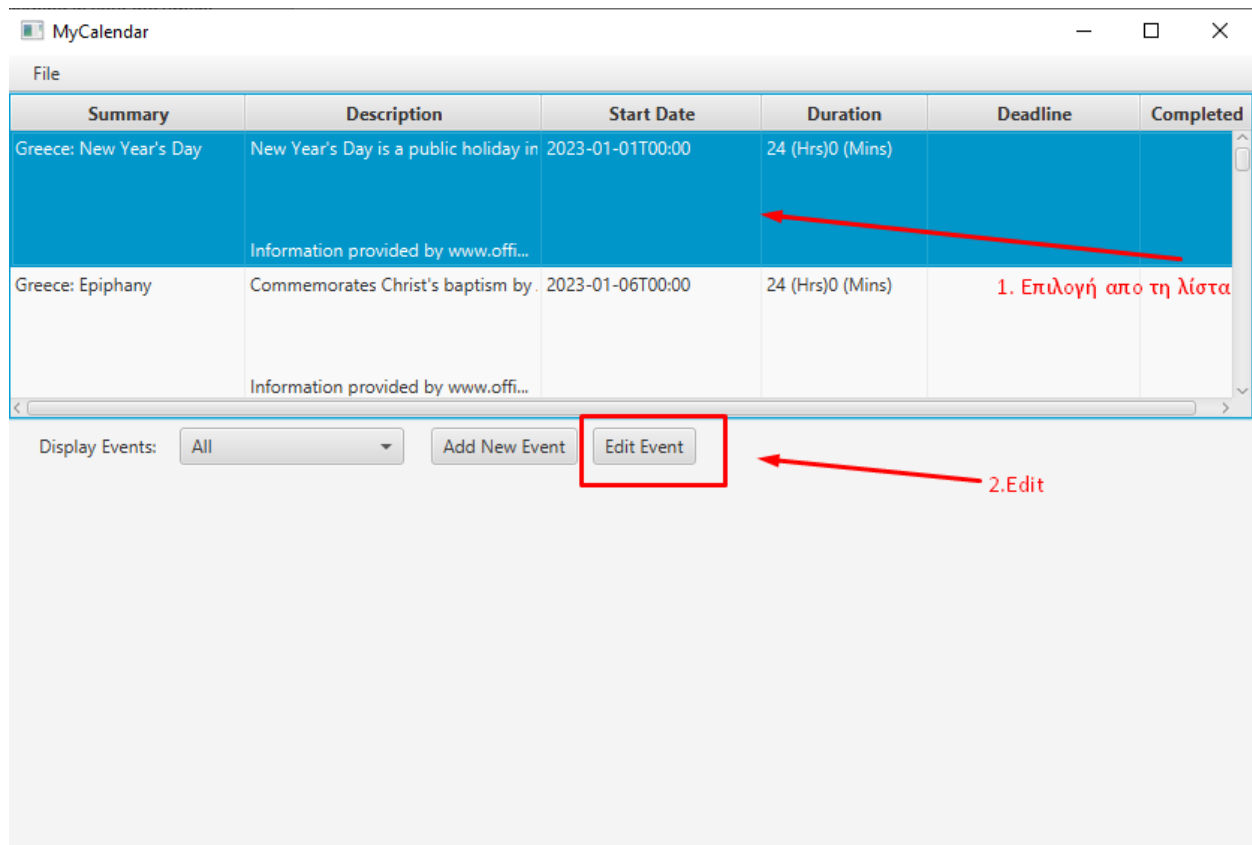 MyCalendar
File
Summary Description Start Date Duration Deadline Completed
Greece: New Year's Day New Year's Day is a public holiday in 2023-01-01T00:00 24 (Hrs)0 (Mins)
Information provided by www.offi...
Greece: Epiphany Commemorates Christ's baptism by 2023-01-06T00:00 24 (Hrs)0 (Mins)
1. Επιλογή απο τη λίστα
Information provided by www.offi...
Display Events: All Add New Event Edit Event
2.Edit